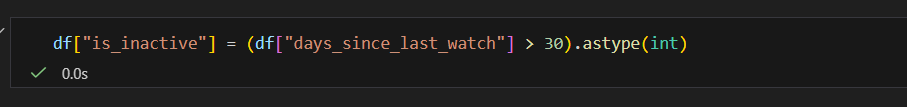 df["is_inactive"] = (df["days_since_last_watch"] > 30).astype(int)
0.0s